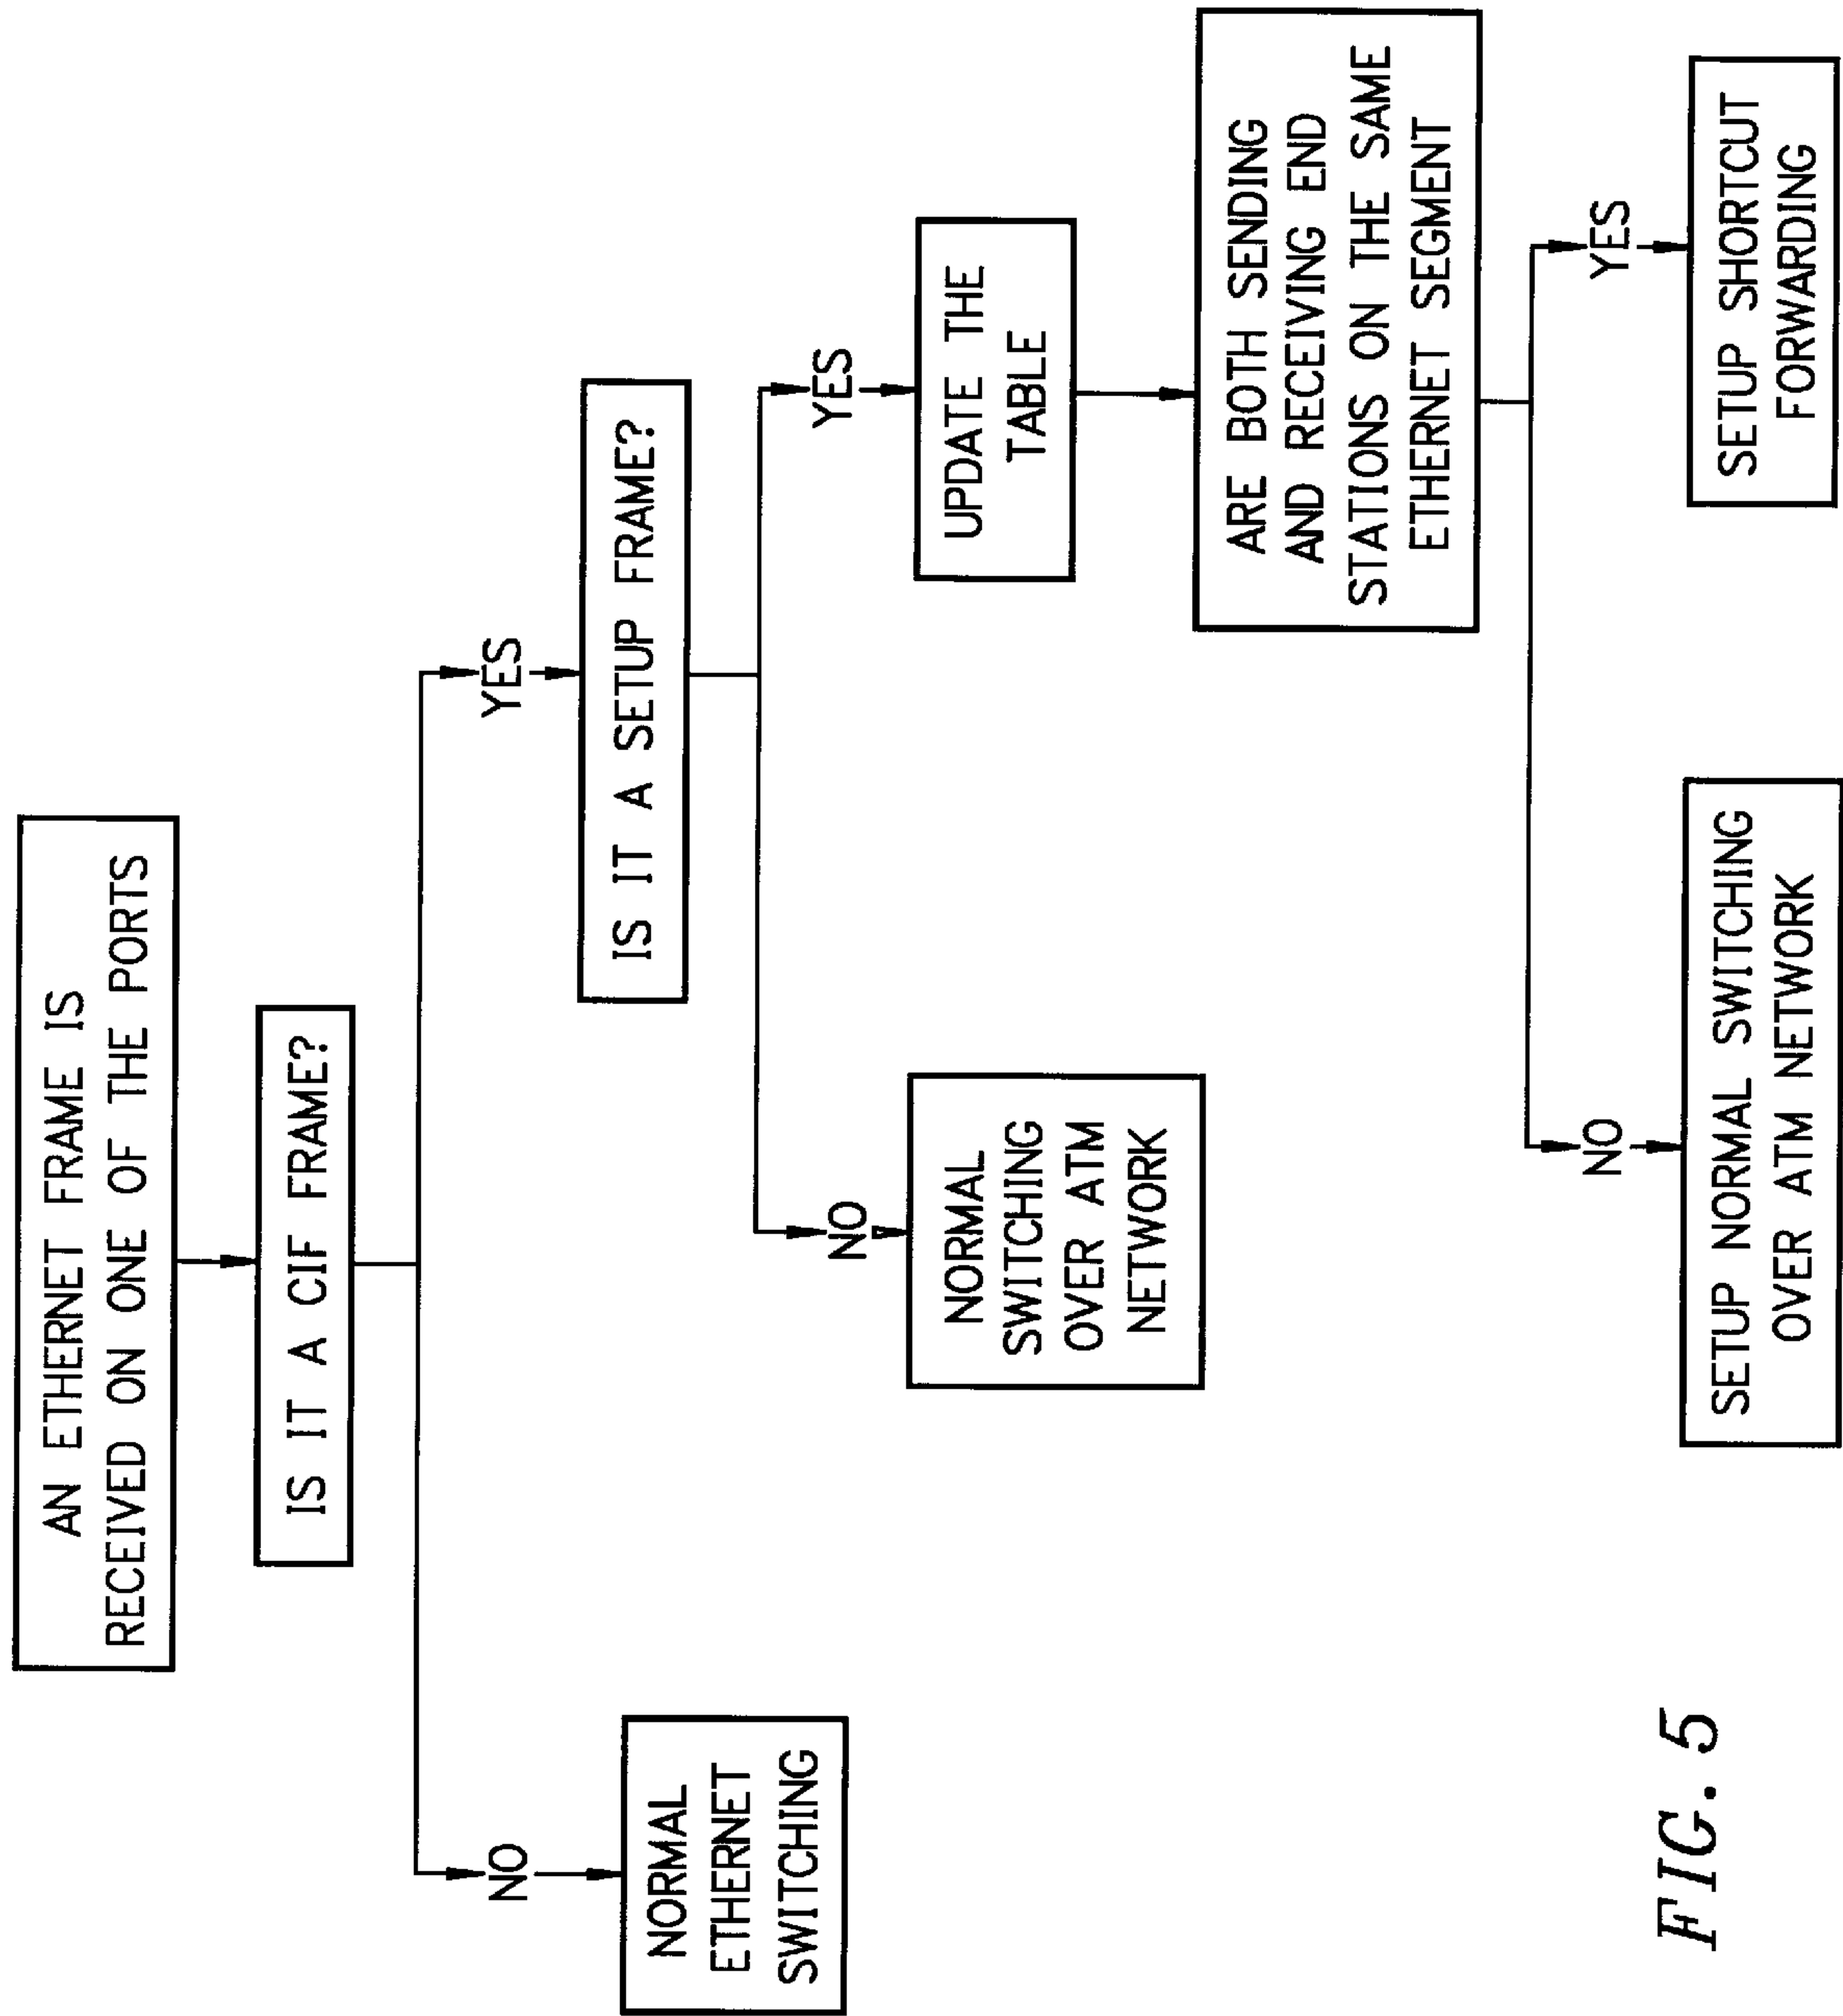 AN ETHERNET FRAME IS
RECEIVED ON ONE OF THE PORTS
IS IT A CIF FRAME?
NO
YES
NORMAL
ETHERNET
SWITCHING
IS IT A SETUP FRAME?
NO
YES
NORMAL
SWITCHING
OVER ATM
NETWORK
UPDATE THE
TABLE
ARE BOTH SENDING
AND RECEIVING END
STATIONS ON THE SAME
ETHERNET SEGMENT
NO
YES
SETUP NORMAL SWITCHING
OVER ATM NETWORK
SETUP SHORTCUT
FORWARDING
FIG. 5